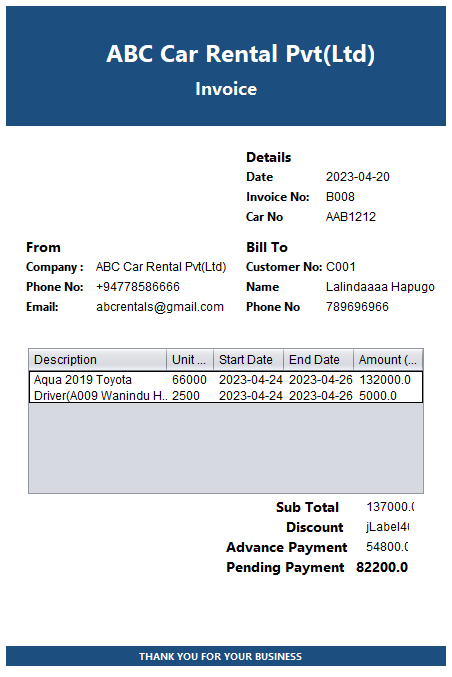 ABC Car Rental Pvt(Ltd)
Invoice
Details
Date 2023-04-20
Invoice No: B008
Car No AAB1212
From
Company : ABC Car Rental Pvt(Ltd)
Phone No: +94778586666
Email: abcrentals@gmail.com
Bill To
Customer No: C001
Name Lalindaaaa Hapugo
Phone No 789696966
Description Unit ... Start Date End Date Amount (...
Aqua 2019 Toyota 66000 2023-04-24 2023-04-26 132000.0
Driver(A009 Wanindu H... 2500 2023-04-24 2023-04-26 5000.0
Sub Total 137000.0
Discount jLabel4
Advance Payment 54800.0
Pending Payment 82200.0
THANK YOU FOR YOUR BUSINESS